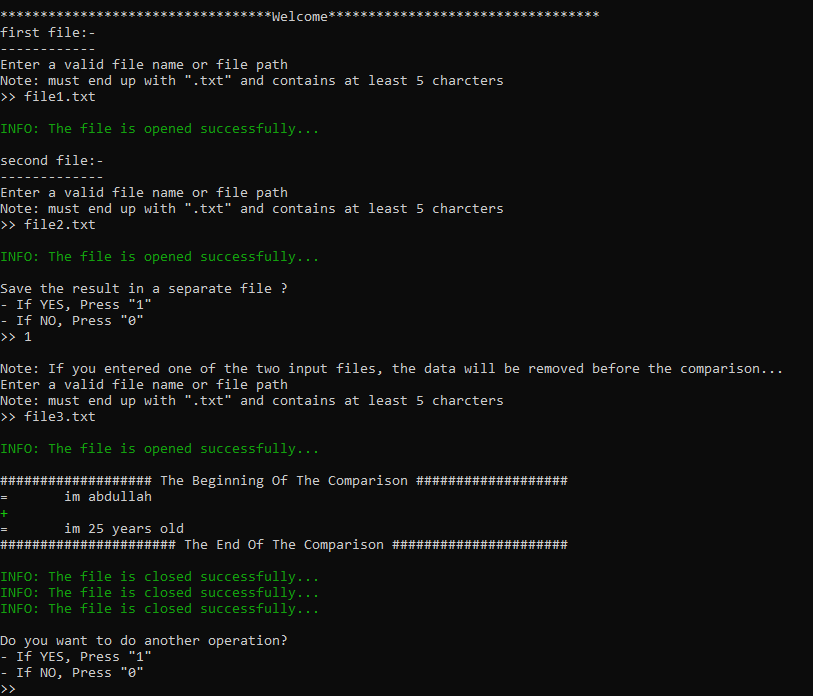 **********************************Welcome**********************************
first file:-
------------
Enter a valid file name or file path
Note: must end up with ".txt" and contains at least 5 charcters
>> file1.txt
INFO: The file is opened successfully...
second file:-
-------------
Enter a valid file name or file path
Note: must end up with ".txt" and contains at least 5 charcters
>> file2.txt
INFO: The file is opened successfully...
Save the result in a separate file ?
- If YES, Press "1"
- If NO, Press "0"
>> 1
Note: If you entered one of the two input files, the data will be removed before the comparison...
Enter a valid file name or file path
Note: must end up with ".txt" and contains at least 5 charcters
>> file3.txt
INFO: The file is opened successfully...
################### The Beginning Of The Comparison ###################
=       im abdullah
+
=       im 25 years old
###################### The End Of The Comparison ######################
INFO: The file is closed successfully...
INFO: The file is closed successfully...
INFO: The file is closed successfully...
Do you want to do another operation?
- If YES, Press "1"
- If NO, Press "0"
>>